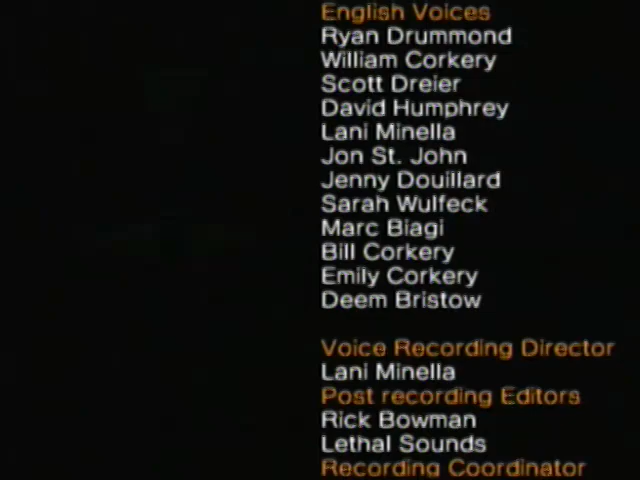 English Voices
Ryan Drummond
William Corkery
Scott Dreier
David Humphrey
Lani Minella
Jon St. John
Jenny Douillard
Sarah Wulfeck
Marc Biagi
Bill Corkery
Emily Corkery
Deem Bristow
Voice Recording Director
Lani Minella
Post recording Editors
Rick Bowman
Lethal Sounds
Recording Coordinator